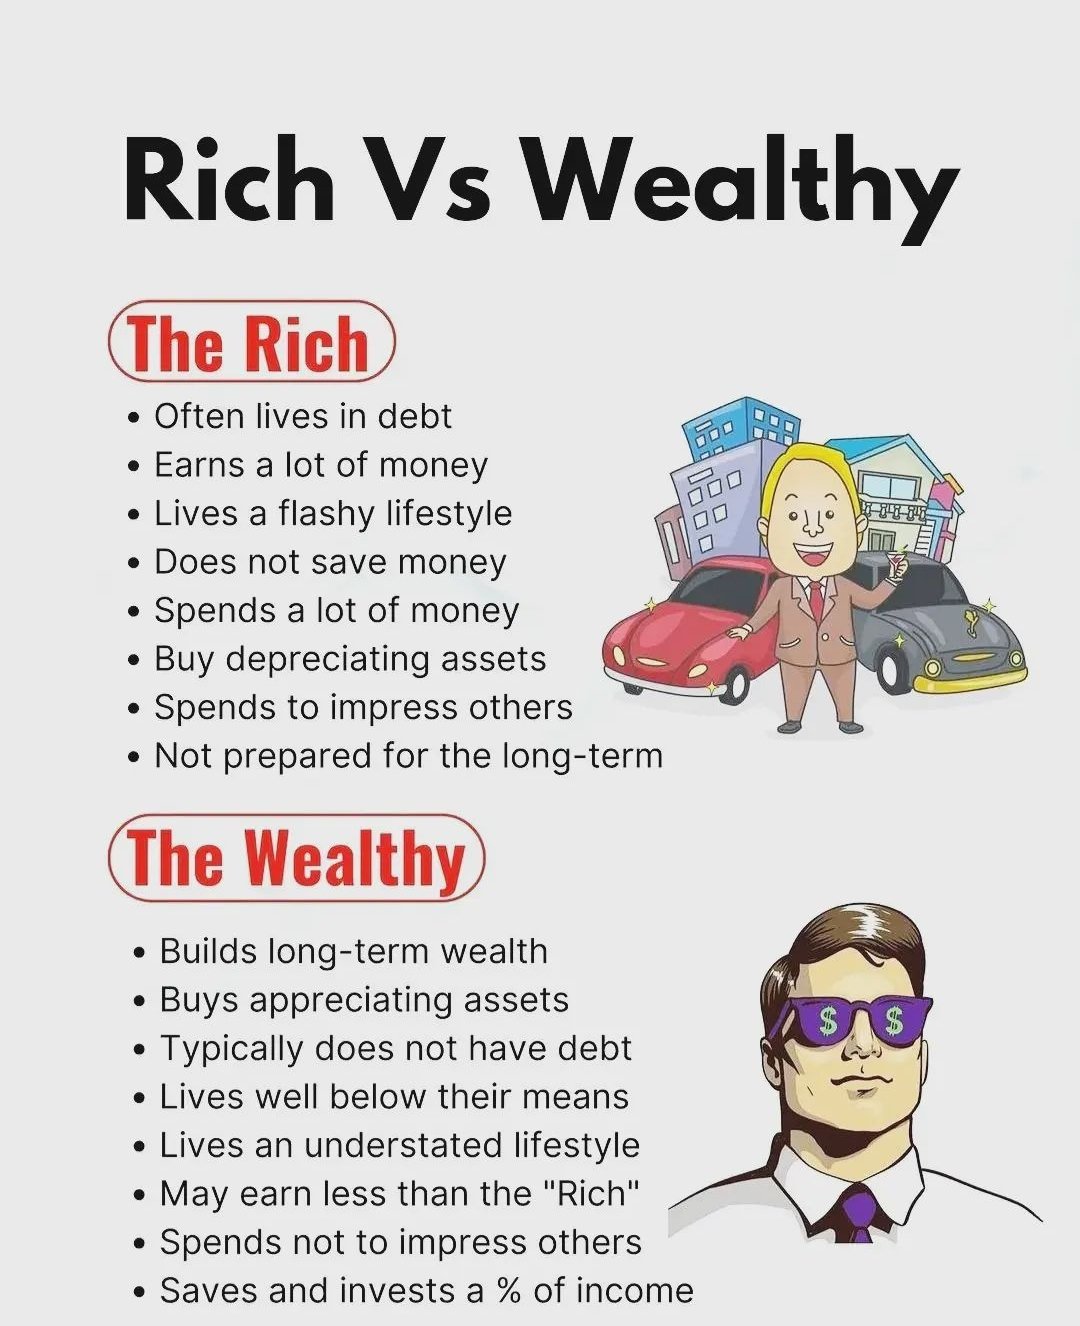 Rich Vs Wealthy
The Rich
• Often lives in debt
• Earns a lot of money
• Lives a flashy lifestyle
• Does not save money
• Spends a lot of money
• Buy depreciating assets
• Spends to impress others
• Not prepared for the long-term
The Wealthy
• Builds long-term wealth
• Buys appreciating assets
• Typically does not have debt
• Lives well below their means
• Lives an understated lifestyle
• May earn less than the "Rich"
• Spends not to impress others
• Saves and invests a % of income
$ $